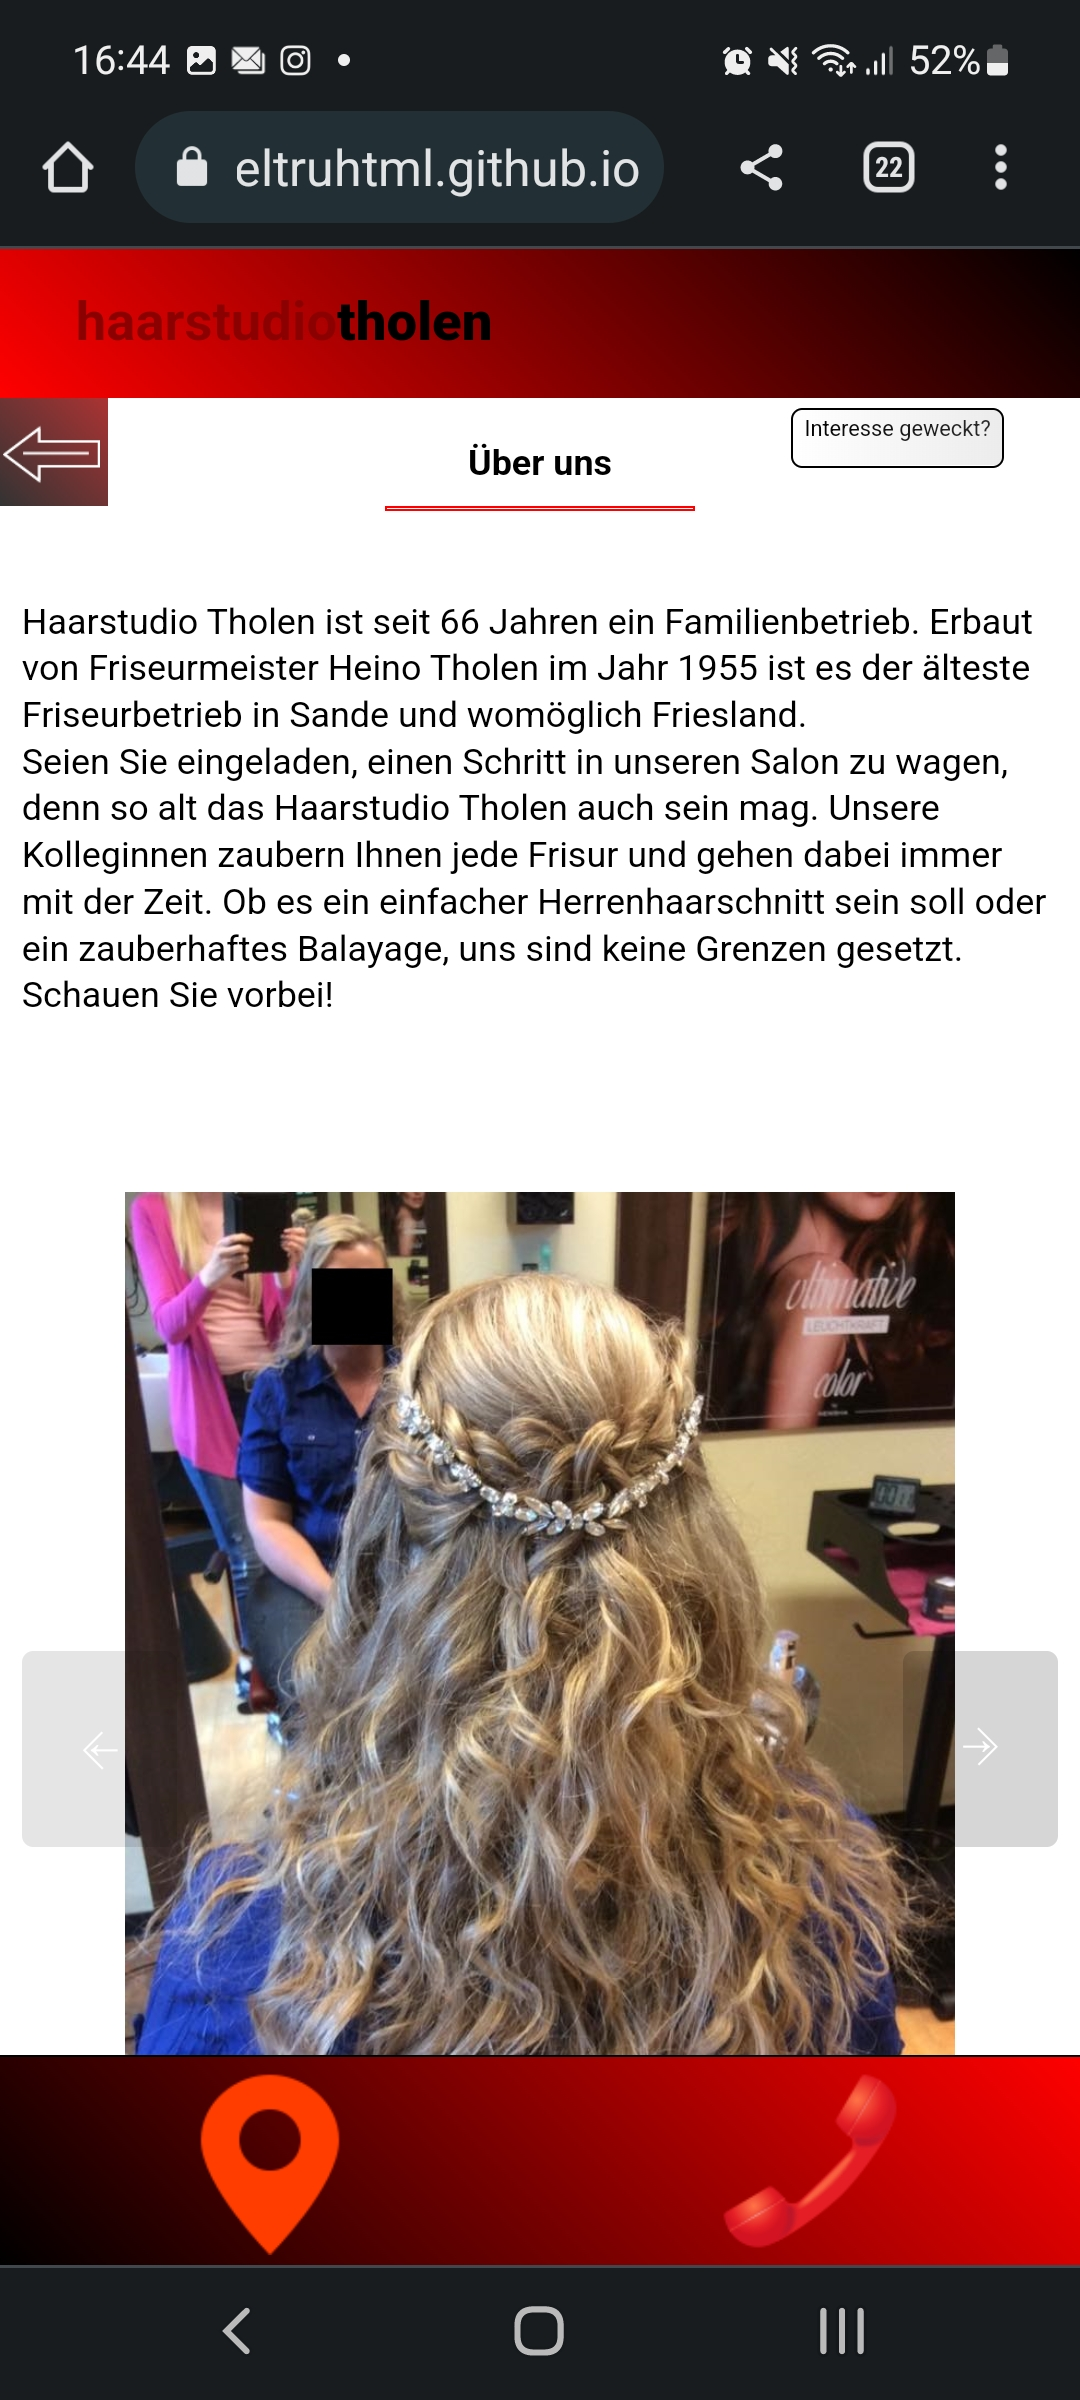 16:44
52%
eltruhtml.github.io
22
haarstudiotholen
Interesse geweckt?
Über uns
Haarstudio Tholen ist seit 66 Jahren ein Familienbetrieb. Erbaut
von Friseurmeister Heino Tholen im Jahr 1955 ist es der älteste
Friseurbetrieb in Sande und womöglich Friesland.
Seien Sie eingeladen, einen Schritt in unseren Salon zu wagen,
denn so alt das Haarstudio Tholen auch sein mag. Unsere
Kolleginnen zaubern Ihnen jede Frisur und gehen dabei immer
mit der Zeit. Ob es ein einfacher Herrenhaarschnitt sein soll oder
ein zauberhaftes Balayage, uns sind keine Grenzen gesetzt.
Schauen Sie vorbei!
ultimative
LEUCHTKRAFT
color